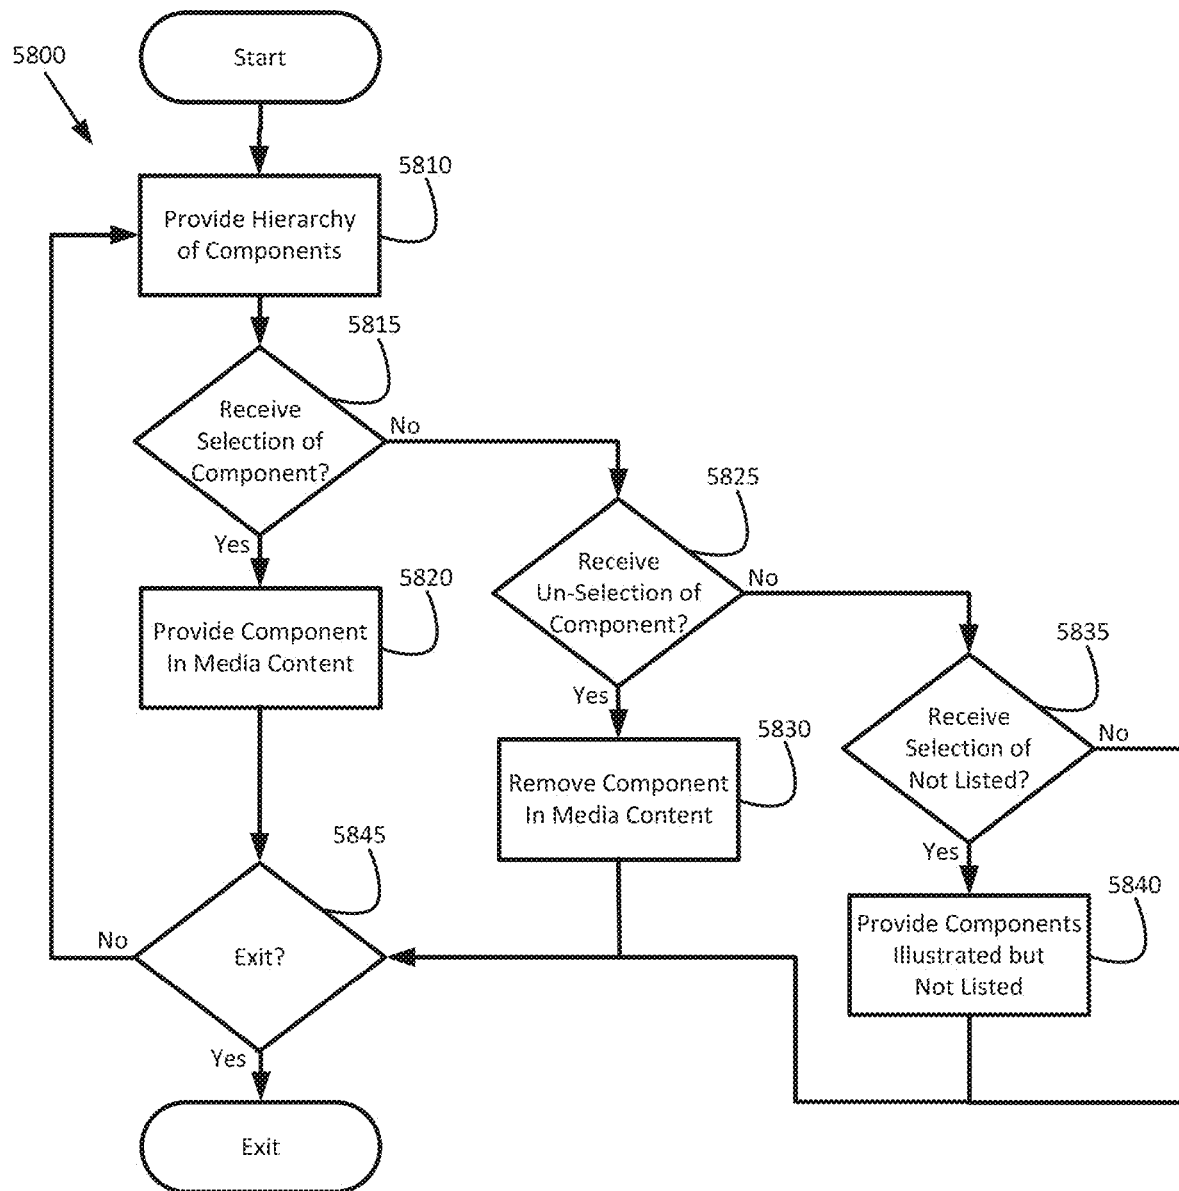 5800
Start
5810
Provide Hierarchy
of Components
5815
Receive
Selection of
Component?
No
Yes
5820
Provide Component
In Media Content
5825
Receive
Un-Selection of
Component?
No
Yes
5830
Remove Component
In Media Content
5835
Receive
Selection of
Not Listed?
No
Yes
5840
Provide Components
Illustrated but
Not Listed
5845
Exit?
No
Yes
Exit